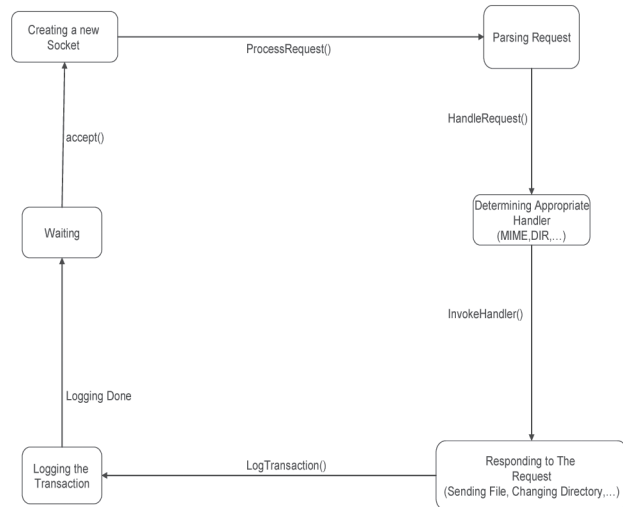 Creating a new
Socket
ProcessRequest()
Parsing Request
accept()
HandleRequest()
Waiting
Determining Appropriate
Handler
(MIME,DIR,...)
InvokeHandler()
Logging Done
Logging the
Transaction
LogTransaction()
Responding to The
Request
(Sending File, Changing Directory,...)